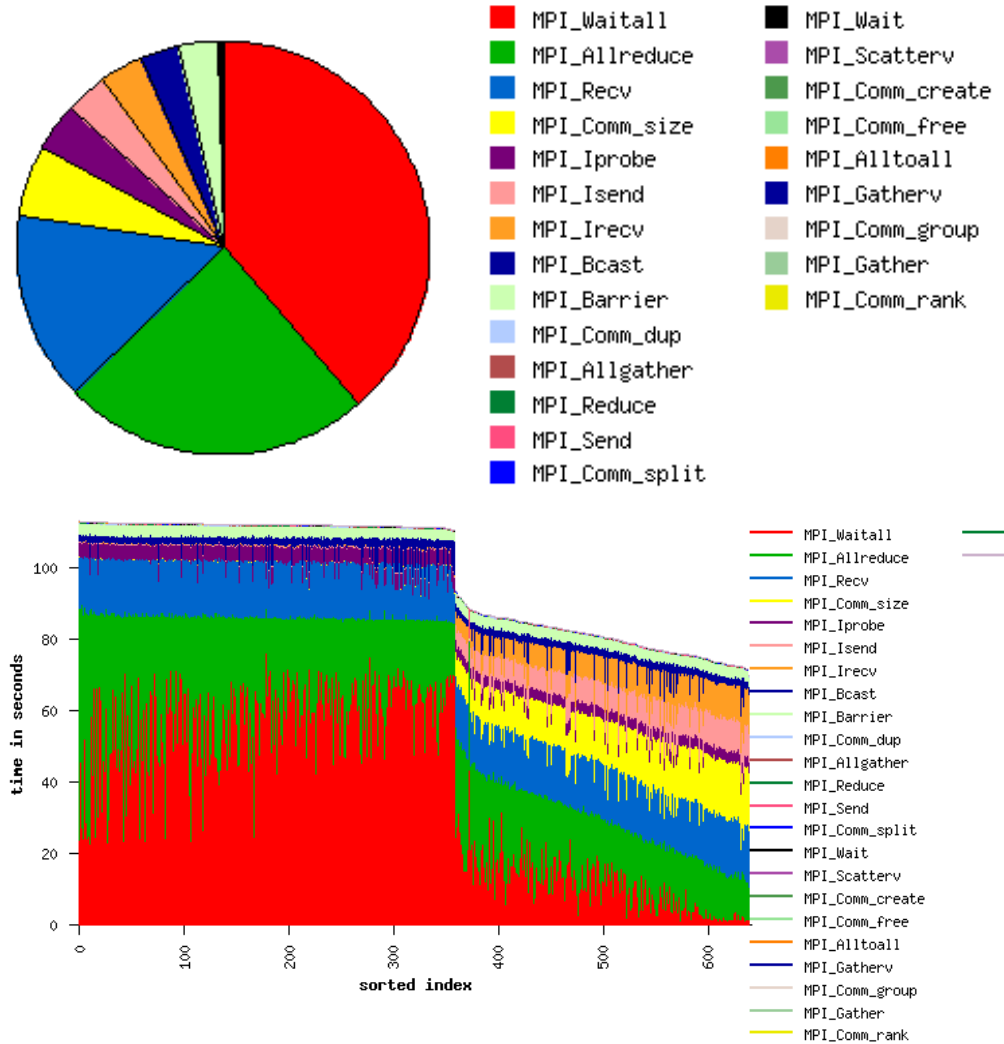 MPI_Waitall
MPI_Allreduce
MPI_Recv
MPI_Comm_size
MPI_Iprobe
MPI_Isend
MPI_Irecv
MPI_Bcast
MPI_Barrier
MPI_Comm_dup
MPI_Allgather
MPI_Reduce
MPI_Send
MPI_Comm_split
MPI_Wait
MPI_Scatterv
MPI_Comm_create
MPI_Comm_free
MPI_Alltoall
MPI_Gatherv
MPI_Comm_group
MPI_Gather
MPI_Comm_rank
time in seconds
100
80
60
40
20
0
0
100
200
300
400
500
600
sorted index
MPI_Waitall
MPI_Allreduce
MPI_Recv
MPI_Comm_size
MPI_Iprobe
MPI_Isend
MPI_Irecv
MPI_Bcast
MPI_Barrier
MPI_Comm_dup
MPI_Allgather
MPI_Reduce
MPI_Send
MPI_Comm_split
MPI_Wait
MPI_Scatterv
MPI_Comm_create
MPI_Comm_free
MPI_Alltoall
MPI_Gatherv
MPI_Comm_group
MPI_Gather
MPI_Comm_rank